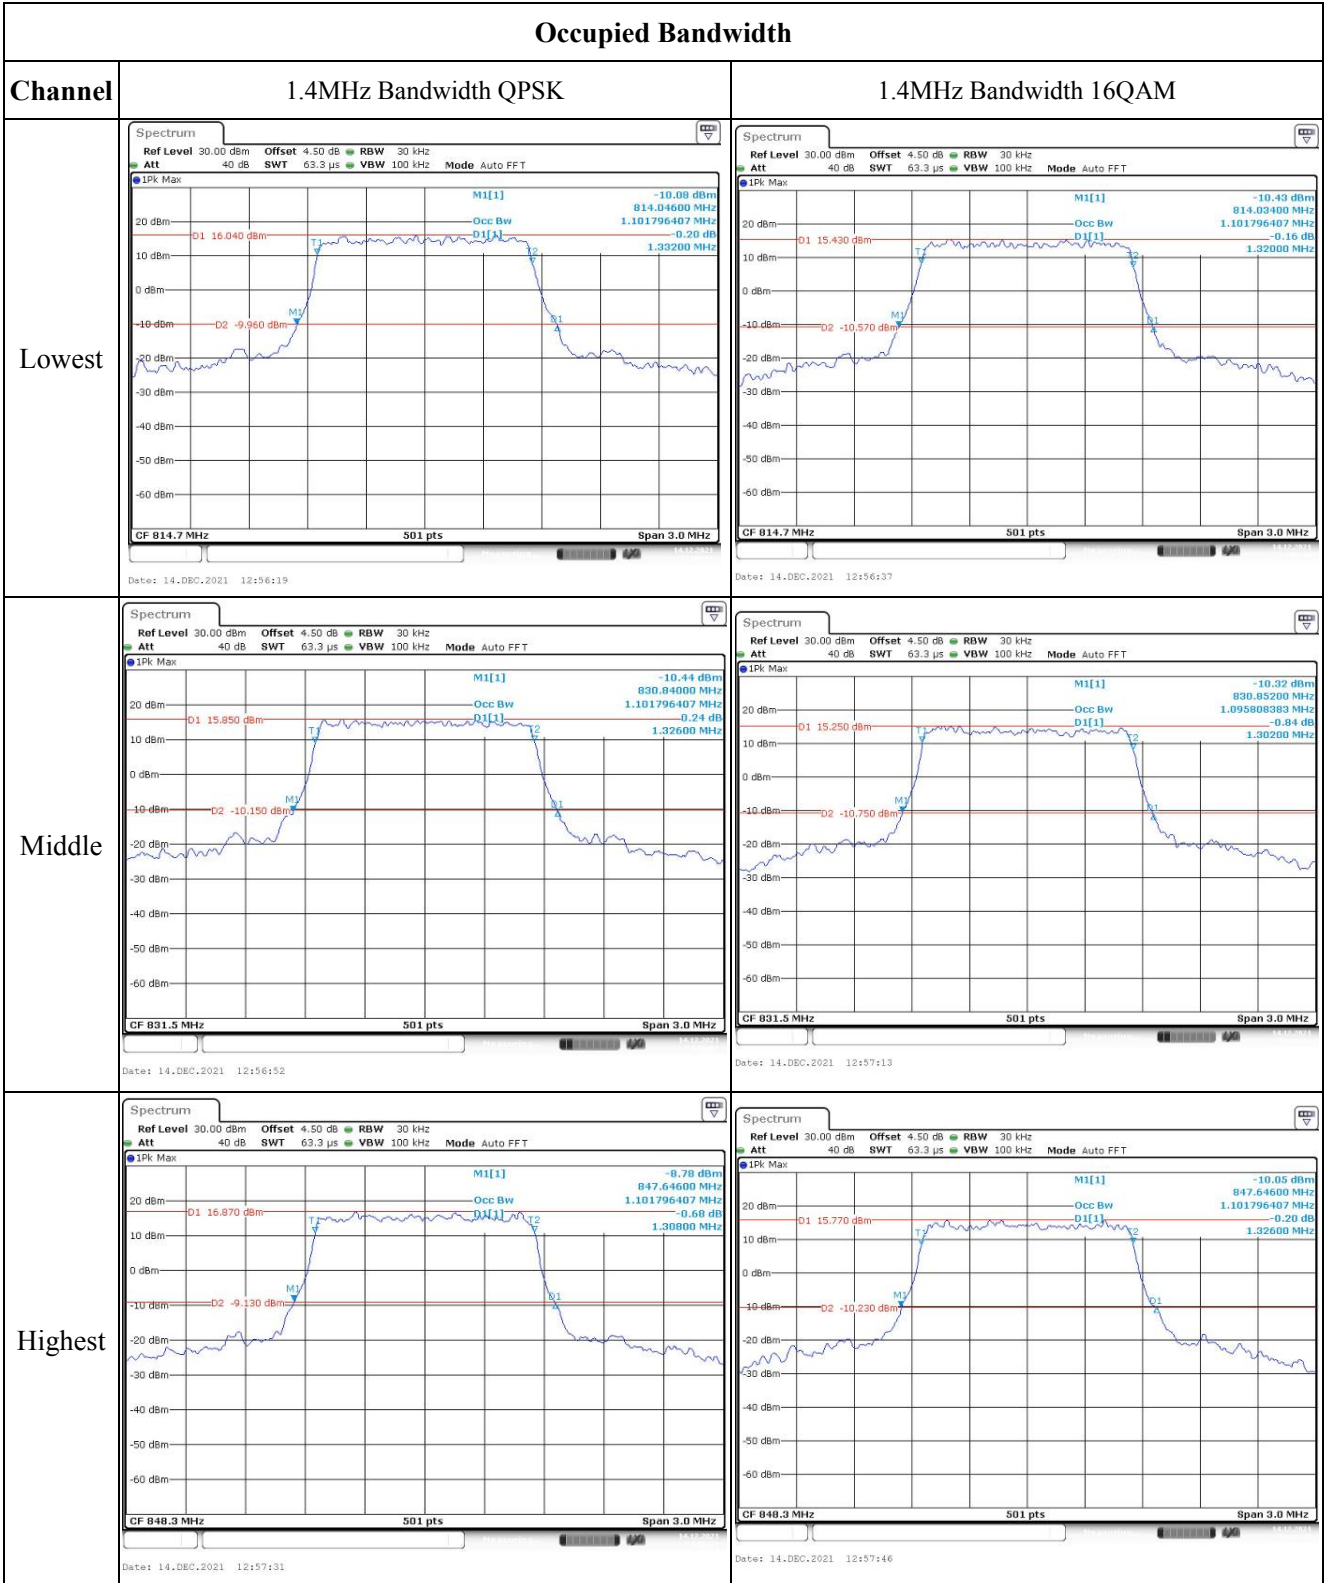 Occupied Bandwidth
Channel 1.4MHz Bandwidth QPSK 1.4MHz Bandwidth 16QAM
Lowest
Spectrum
Ref Level 30.00 dBm Offset 4.50 dB RBW 30 kHz
Att 40 dB SWT 63.3 µs VBW 100 kHz Mode Auto FFT
1Pk Max
M1[1] -10.08 dBm
814.04600 MHz
20 dBm Occ Bw 1.101796407 MHz
D1 16.040 dBm D1[1] -0.20 dB
T1 1.33200 MHz
10 dBm T2
0 dBm
M1
-10 dBm D2 -9.960 dBm D1
-20 dBm
-30 dBm
-40 dBm
-50 dBm
-60 dBm
CF 814.7 MHz 501 pts Span 3.0 MHz
Date: 14.DEC.2021 12:56:19
Spectrum
Ref Level 30.00 dBm Offset 4.50 dB RBW 30 kHz
Att 40 dB SWT 63.3 µs VBW 100 kHz Mode Auto FFT
1Pk Max
M1[1] -10.43 dBm
814.03400 MHz
20 dBm Occ Bw 1.101796407 MHz
D1 15.430 dBm D1[1] -0.16 dB
1.32000 MHz
10 dBm T1 T2
0 dBm
M1
-10 dBm D2 -10.570 dBm D1
-20 dBm
-30 dBm
-40 dBm
-50 dBm
-60 dBm
CF 814.7 MHz 501 pts Span 3.0 MHz
Date: 14.DEC.2021 12:56:37
Middle
Spectrum
Ref Level 30.00 dBm Offset 4.50 dB RBW 30 kHz
Att 40 dB SWT 63.3 µs VBW 100 kHz Mode Auto FFT
1Pk Max
M1[1] -10.44 dBm
830.84000 MHz
20 dBm Occ Bw 1.101796407 MHz
D1 15.850 dBm D1[1] 0.24 dB
T1 T2 1.32600 MHz
10 dBm
0 dBm
M1
-10 dBm D2 -10.150 dBm D1
-20 dBm
-30 dBm
-40 dBm
-50 dBm
-60 dBm
CF 831.5 MHz 501 pts Span 3.0 MHz
Date: 14.DEC.2021 12:56:52
Spectrum
Ref Level 30.00 dBm Offset 4.50 dB RBW 30 kHz
Att 40 dB SWT 63.3 µs VBW 100 kHz Mode Auto FFT
1Pk Max
M1[1] -10.32 dBm
830.85200 MHz
20 dBm Occ Bw 1.095808383 MHz
D1 15.250 dBm D1[1] -0.84 dB
T1 T2 1.30200 MHz
10 dBm
0 dBm
M1
-10 dBm D2 -10.750 dBm D1
-20 dBm
-30 dBm
-40 dBm
-50 dBm
-60 dBm
CF 831.5 MHz 501 pts Span 3.0 MHz
Date: 14.DEC.2021 12:57:13
Highest
Spectrum
Ref Level 30.00 dBm Offset 4.50 dB RBW 30 kHz
Att 40 dB SWT 63.3 µs VBW 100 kHz Mode Auto FFT
1Pk Max
M1[1] -8.78 dBm
847.64600 MHz
20 dBm Occ Bw 1.101796407 MHz
D1 16.870 dBm D1[1] -0.68 dB
T1 T2 1.30800 MHz
10 dBm
0 dBm
M1
-10 dBm D2 -9.130 dBm D1
-20 dBm
-30 dBm
-40 dBm
-50 dBm
-60 dBm
CF 848.3 MHz 501 pts Span 3.0 MHz
Date: 14.DEC.2021 12:57:31
Spectrum
Ref Level 30.00 dBm Offset 4.50 dB RBW 30 kHz
Att 40 dB SWT 63.3 µs VBW 100 kHz Mode Auto FFT
1Pk Max
M1[1] -10.05 dBm
847.64600 MHz
20 dBm Occ Bw 1.101796407 MHz
D1 15.770 dBm D1[1] -0.20 dB
T1 T2 1.32600 MHz
10 dBm
0 dBm
M1
-10 dBm D2 -10.230 dBm D1
-20 dBm
-30 dBm
-40 dBm
-50 dBm
-60 dBm
CF 848.3 MHz 501 pts Span 3.0 MHz
Date: 14.DEC.2021 12:57:46